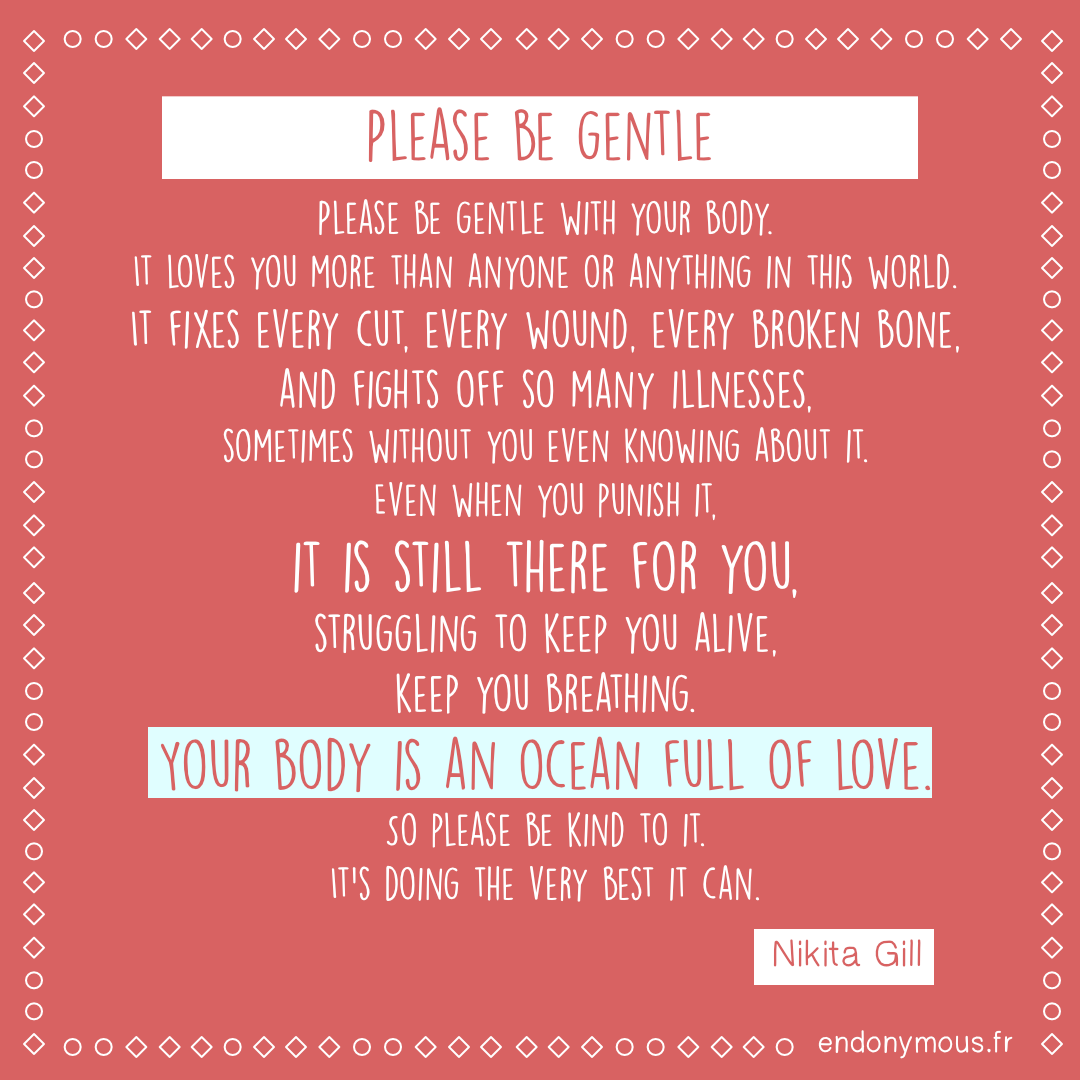 PLEASE BE GENTLE
PLEASE BE GENTLE WITH YOUR BODY.
IT LOVES YOU MORE THAN ANYONE OR ANYTHING IN THIS WORLD.
IT FIXES EVERY CUT, EVERY WOUND, EVERY BROKEN BONE,
AND FIGHTS OFF SO MANY ILLNESSES,
SOMETIMES WITHOUT YOU EVEN KNOWING ABOUT IT.
EVEN WHEN YOU PUNISH IT,
IT IS STILL THERE FOR YOU,
STRUGGLING TO KEEP YOU ALIVE,
KEEP YOU BREATHING.
YOUR BODY IS AN OCEAN FULL OF LOVE.
SO PLEASE BE KIND TO IT.
IT'S DOING THE VERY BEST IT CAN.
Nikita Gill
endonymous.fr